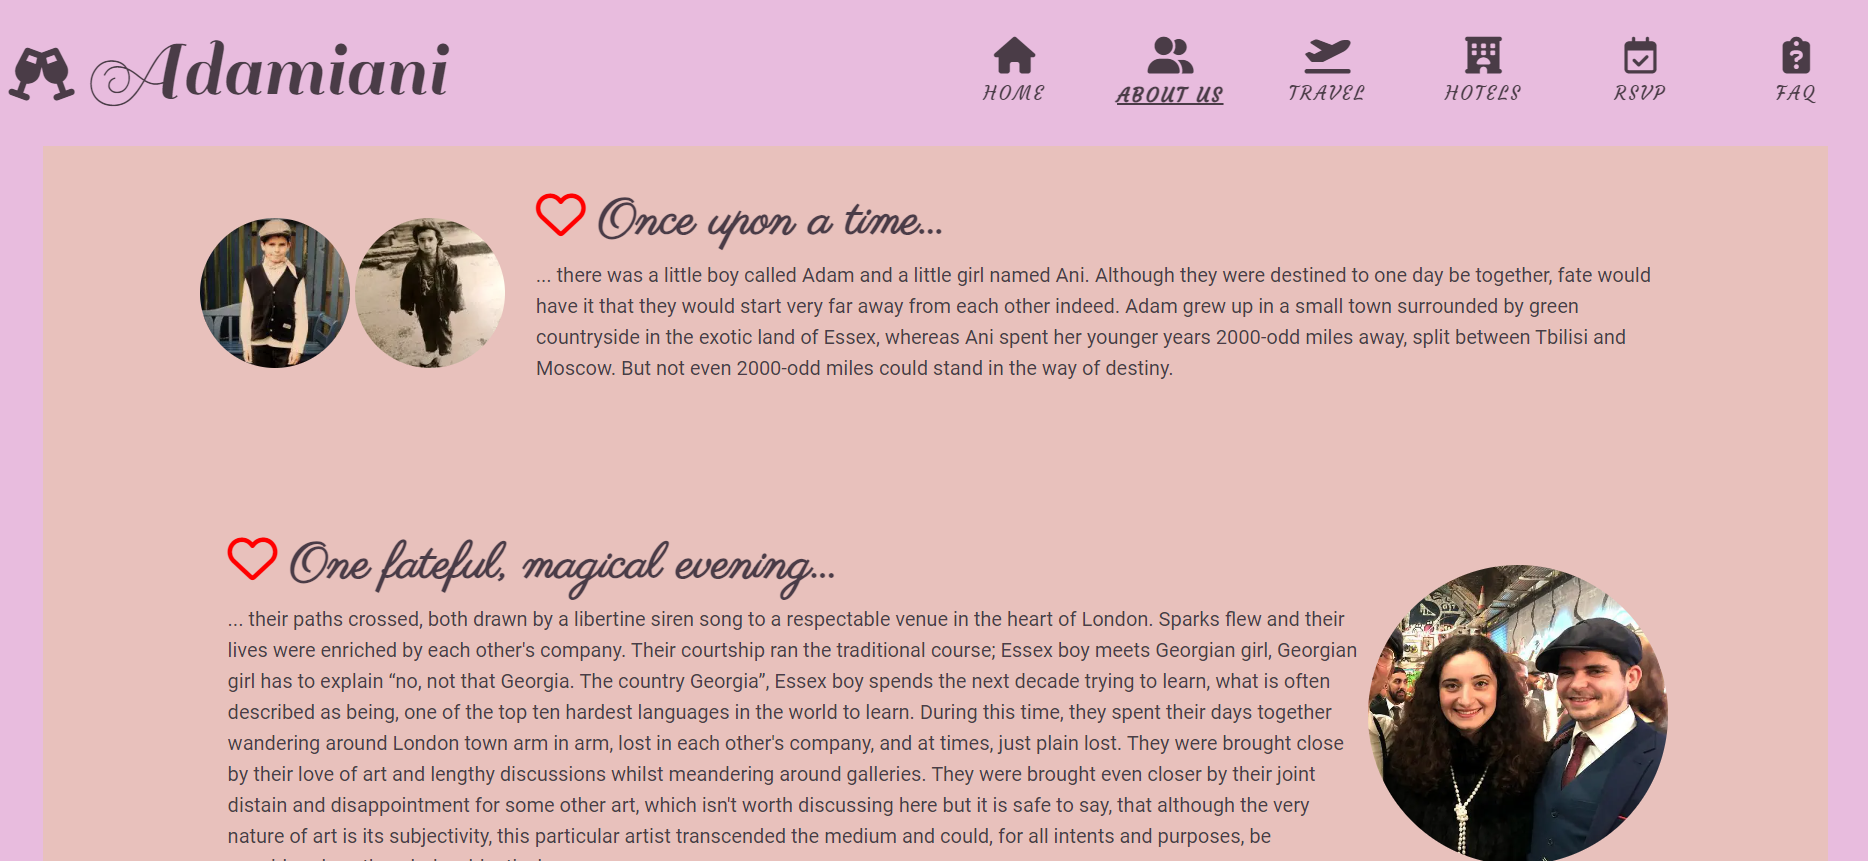 Adamiani
HOME
ABOUT US
TRAVEL
HOTELS
RSVP
FAQ
Once upon a time...
... there was a little boy called Adam and a little girl named Ani. Although they were destined to one day be together, fate would
have it that they would start very far away from each other indeed. Adam grew up in a small town surrounded by green
countryside in the exotic land of Essex, whereas Ani spent her younger years 2000-odd miles away, split between Tbilisi and
Moscow. But not even 2000-odd miles could stand in the way of destiny.
One fateful, magical evening...
... their paths crossed, both drawn by a libertine siren song to a respectable venue in the heart of London. Sparks flew and their
lives were enriched by each other's company. Their courtship ran the traditional course; Essex boy meets Georgian girl, Georgian
girl has to explain “no, not that Georgia. The country Georgia”, Essex boy spends the next decade trying to learn, what is often
described as being, one of the top ten hardest languages in the world to learn. During this time, they spent their days together
wandering around London town arm in arm, lost in each other's company, and at times, just plain lost. They were brought close
by their love of art and lengthy discussions whilst meandering around galleries. They were brought even closer by their joint
distain and disappointment for some other art, which isn't worth discussing here but it is safe to say, that although the very
nature of art is its subjectivity, this particular artist transcended the medium and could, for all intents and purposes, be